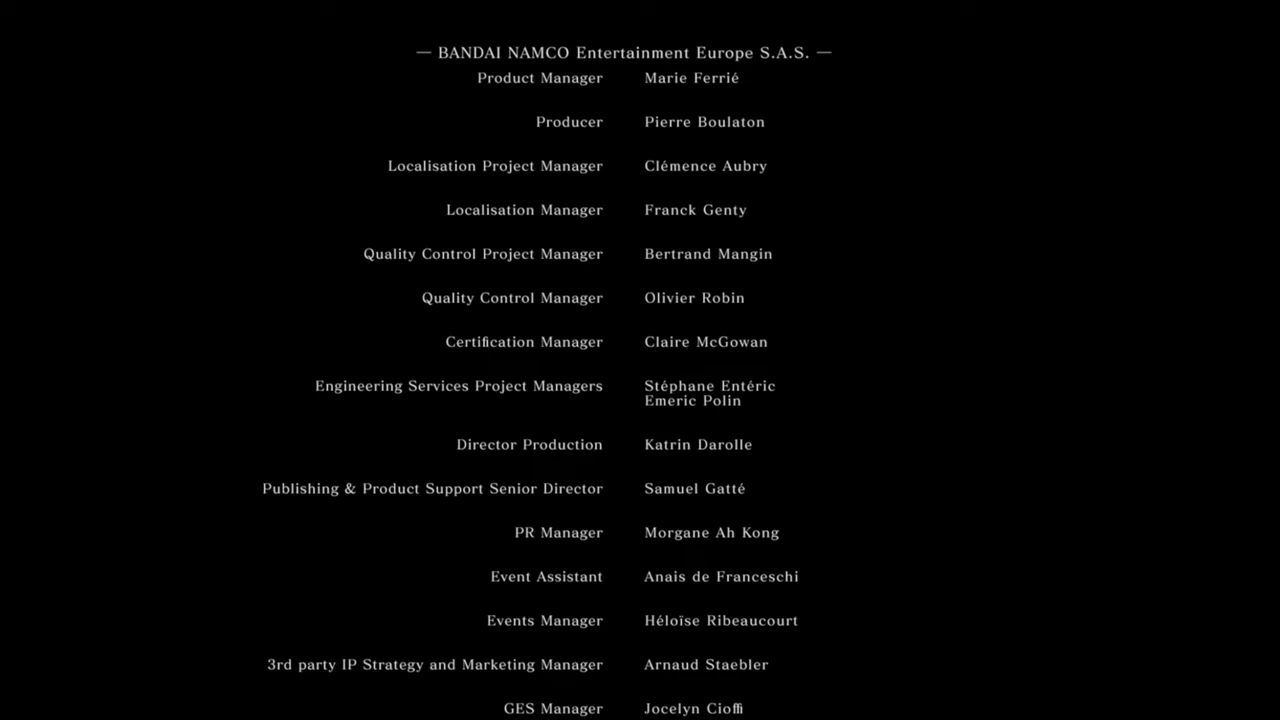 — BANDAI NAMCO Entertainment Europe S.A.S. —
Product Manager Marie Ferrié
Producer Pierre Boulaton
Localisation Project Manager Clémence Aubry
Localisation Manager Franck Genty
Quality Control Project Manager Bertrand Mangin
Quality Control Manager Olivier Robin
Certification Manager Claire McGowan
Engineering Services Project Managers Stéphane Entéric
Emeric Polin
Director Production Katrin Darolle
Publishing & Product Support Senior Director Samuel Gatté
PR Manager Morgane Ah Kong
Event Assistant Anais de Franceschi
Events Manager Héloïse Ribeaucourt
3rd party IP Strategy and Marketing Manager Arnaud Staebler
GES Manager Jocelyn Cioffi